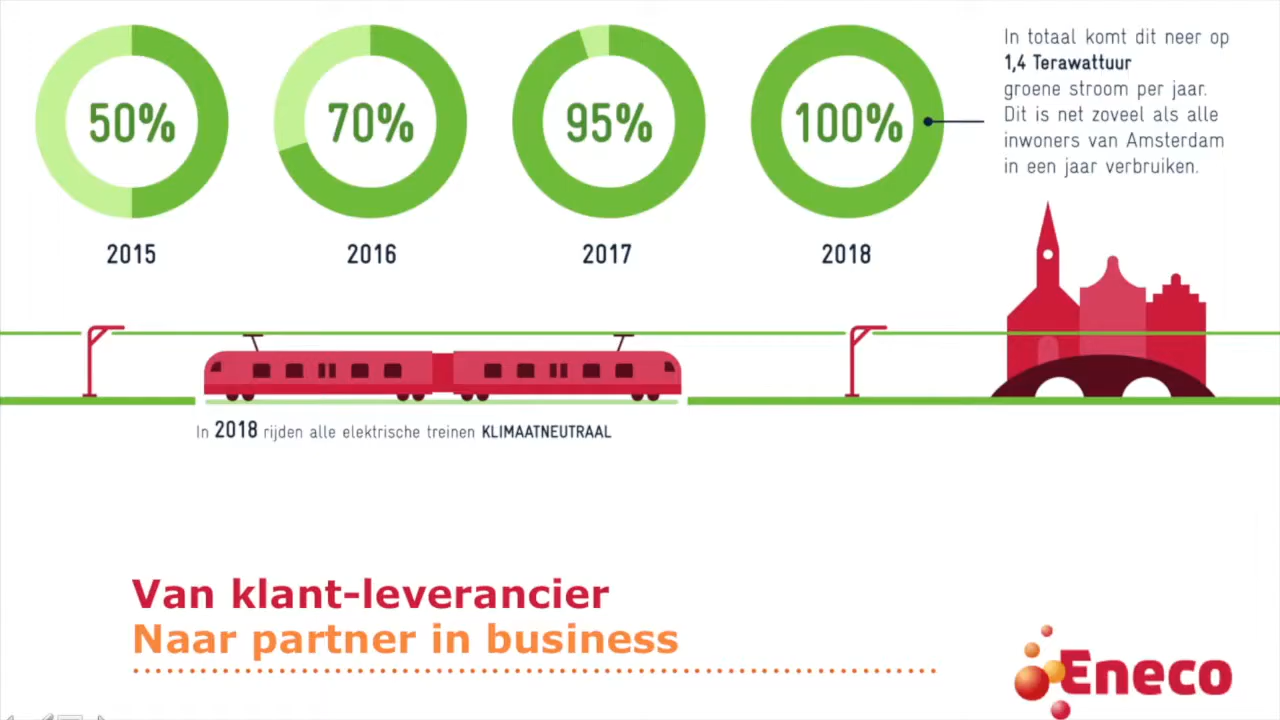 50%
70%
95%
100%
In totaal komt dit neer op
1,4 Terawattuur
groene stroom per jaar.
Dit is net zoveel als alle
inwoners van Amsterdam
in een jaar verbruiken.
2015
2016
2017
2018
In 2018 rijden alle elektrische treinen KLIMAATNEUTRAAL
Van klant-leverancier
Naar partner in business
Eneco